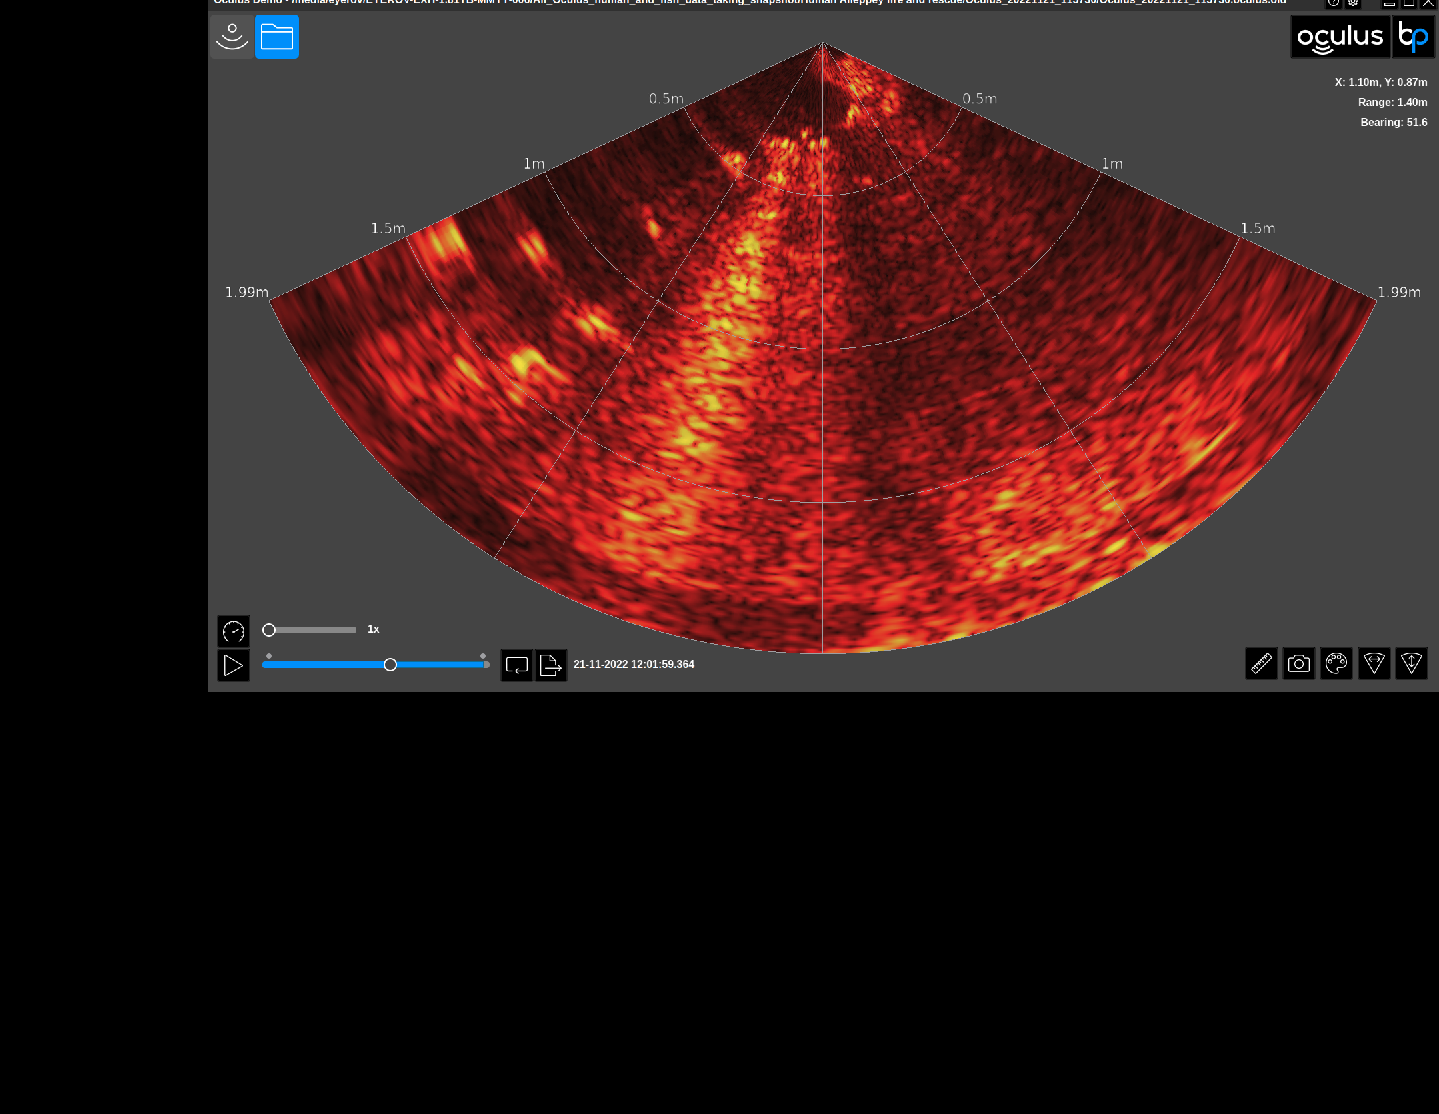 oculus bp
X: 1.10m, Y: 0.87m
Range: 1.40m
Bearing: 51.6
0.5m 0.5m
1m 1m
1.5m 1.5m
1.99m 1.99m
1x
21-11-2022 12:01:59.364